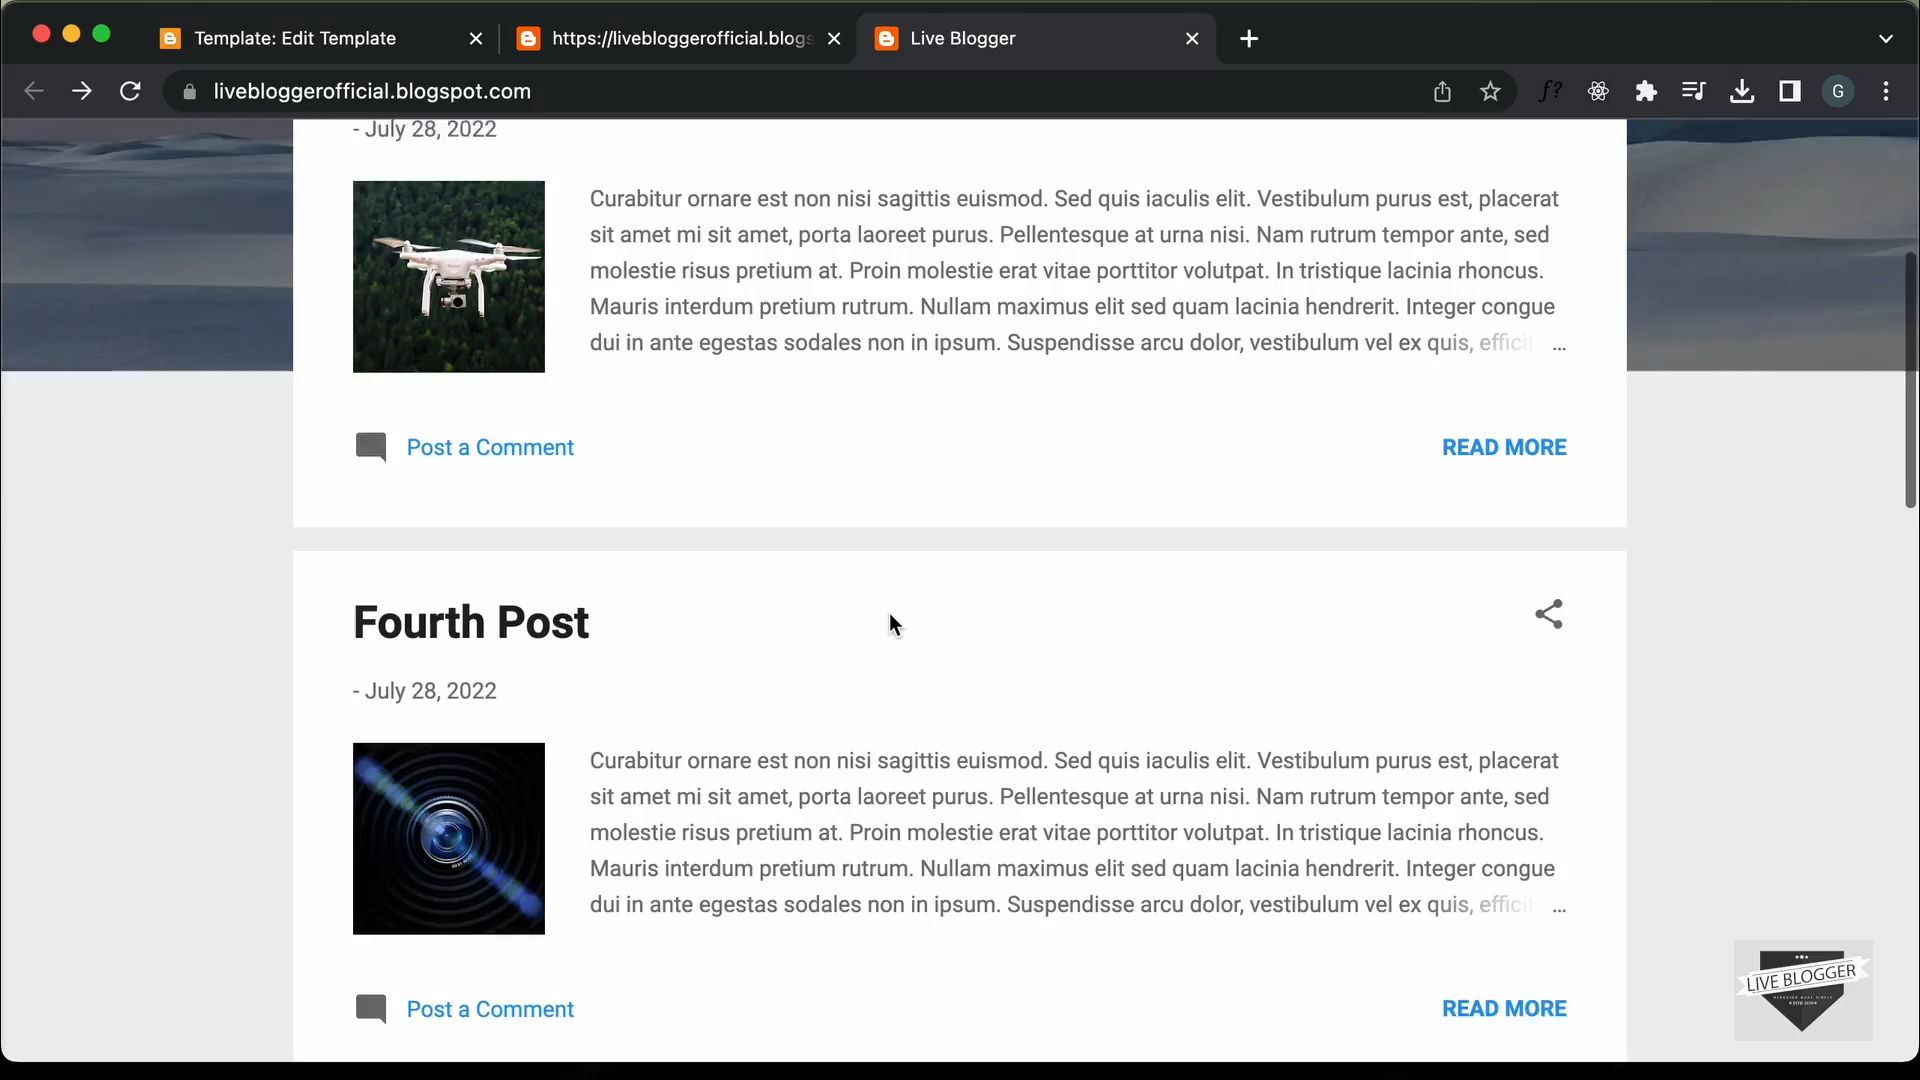 Template: Edit Template
https://livebloggerofficial.blogs
Live Blogger
livebloggerofficial.blogspot.com
f?
G
- July 28, 2022
Curabitur ornare est non nisi sagittis euismod. Sed quis iaculis elit. Vestibulum purus est, placerat
sit amet mi sit amet, porta laoreet purus. Pellentesque at urna nisi. Nam rutrum tempor ante, sed
molestie risus pretium at. Proin molestie erat vitae porttitor volutpat. In tristique lacinia rhoncus.
Mauris interdum pretium rutrum. Nullam maximus elit sed quam lacinia hendrerit. Integer congue
dui in ante egestas sodales non in ipsum. Suspendisse arcu dolor, vestibulum vel ex quis, efficit ...
Post a Comment
READ MORE
Fourth Post
- July 28, 2022
Curabitur ornare est non nisi sagittis euismod. Sed quis iaculis elit. Vestibulum purus est, placerat
sit amet mi sit amet, porta laoreet purus. Pellentesque at urna nisi. Nam rutrum tempor ante, sed
molestie risus pretium at. Proin molestie erat vitae porttitor volutpat. In tristique lacinia rhoncus.
Mauris interdum pretium rutrum. Nullam maximus elit sed quam lacinia hendrerit. Integer congue
dui in ante egestas sodales non in ipsum. Suspendisse arcu dolor, vestibulum vel ex quis, efficit ...
Post a Comment
READ MORE
LIVE BLOGGER